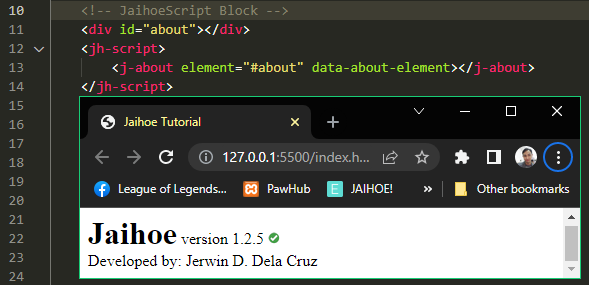 10 <!-- JaihoeScript Block -->
11 <div id="about"></div>
12 <jh-script>
13 <j-about element="#about" data-about-element></j-about>
14 </jh-script>
15
16
Jaihoe Tutorial
17
18
127.0.0.1:5500/index.h...
19
20
League of Legends... PawHub E JAIHOE! » Other bookmarks
21
22
Jaihoe version 1.2.5
23
Developed by: Jerwin D. Dela Cruz
24